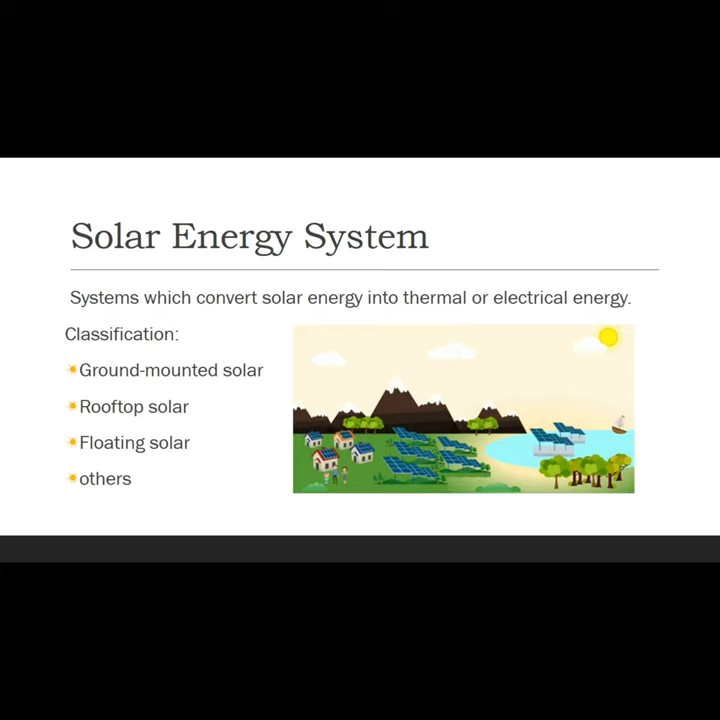 Solar Energy System
Systems which convert solar energy into thermal or electrical energy.
Classification:
Ground-mounted solar
Rooftop solar
Floating solar
others